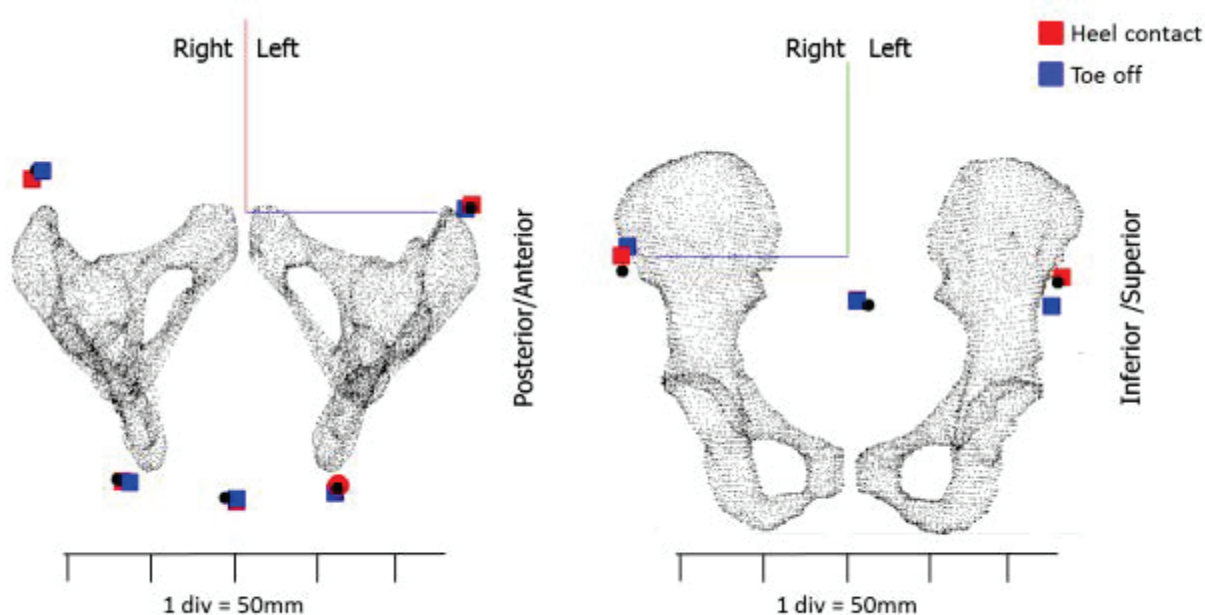 Right Left
Posterior/Anterior
1 div = 50mm
Right Left
Inferior /Superior
1 div = 50mm
Heel contact
Toe off